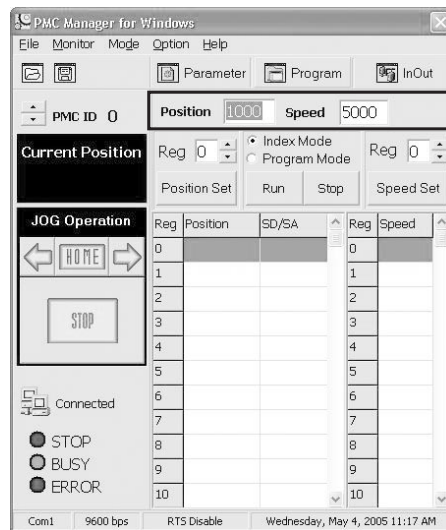 PMC Manager for Windows
File Monitor Mode Option Help
Parameter Program InOut
PMC ID 0 Position 1000 Speed 5000
Current Position
Reg 0 Index Mode Program Mode Reg 0
Position Set Run Stop Speed Set
JOG Operation
HOME
STOP
Reg Position SD/SA Reg Speed
0 0
1 1
2 2
3 3
4 4
5 5
6 6
7 7
8 8
9 9
10 10
Connected
STOP
BUSY
ERROR
Com1 9600 bps RTS Disable Wednesday, May 4, 2005 11:17 AM